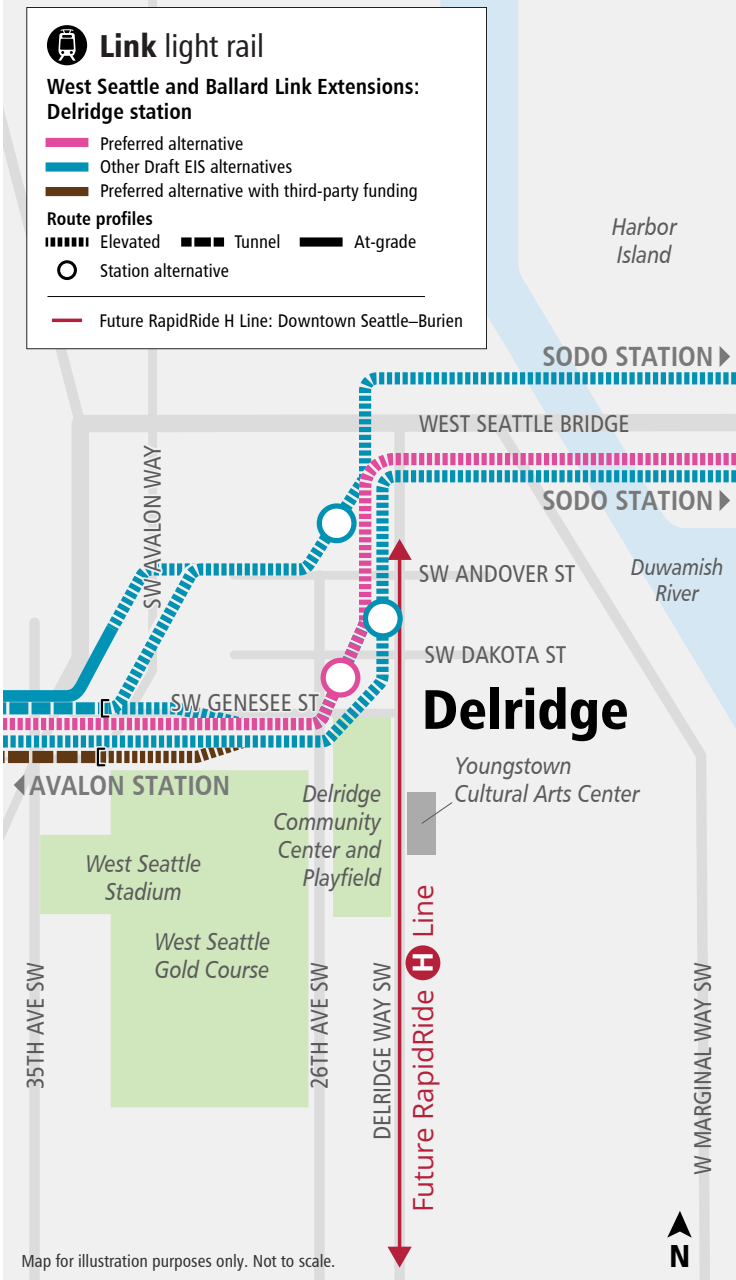 Link light rail
West Seattle and Ballard Link Extensions:
Delridge station
Preferred alternative
Other Draft EIS alternatives
Preferred alternative with third-party funding
Route profiles
Elevated Tunnel At-grade
Station alternative
Future RapidRide H Line: Downtown Seattle–Burien
Harbor
Island
SODO STATION
WEST SEATTLE BRIDGE
SW AVALON WAY
SODO STATION
SW ANDOVER ST
Duwamish
River
SW DAKOTA ST
SW GENESEE ST
Delridge
AVALON STATION
Youngstown
Cultural Arts Center
Delridge
Community
Center and
Playfield
West Seattle
Stadium
West Seattle
Gold Course
35TH AVE SW
26TH AVE SW
DELRIDGE WAY SW
Future RapidRide H Line
W MARGINAL WAY SW
N
Map for illustration purposes only. Not to scale.